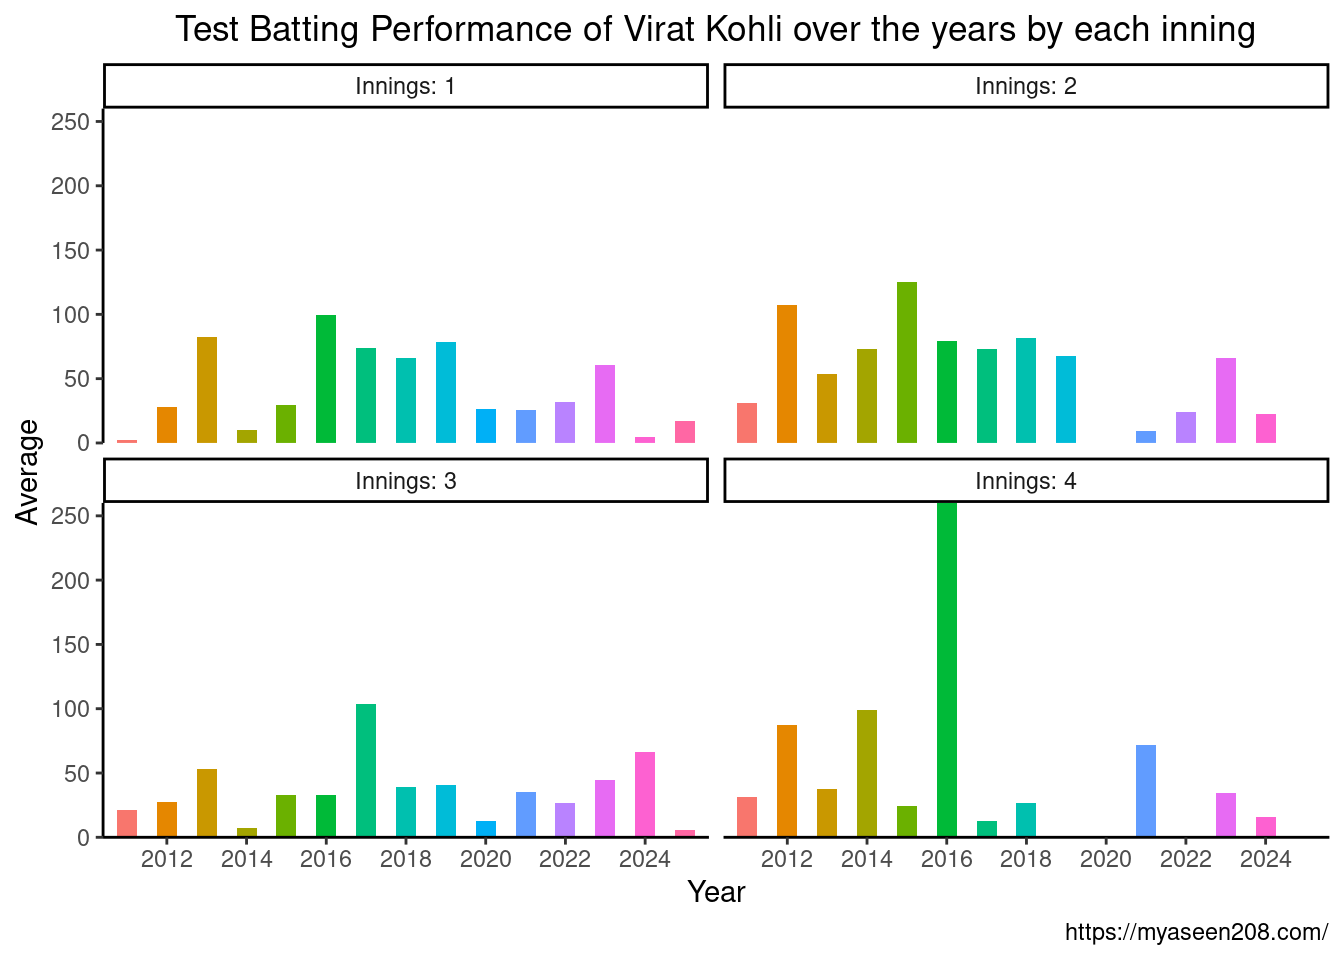 Test Batting Performance of Virat Kohli over the years by each inning
Innings: 1
Innings: 2
250
200
150
100
50
0
Average
Innings: 3
Innings: 4
250
200
150
100
50
0
2012 2014 2016 2018 2020 2022 2024
2012 2014 2016 2018 2020 2022 2024
Year
https://myaseen208.com/